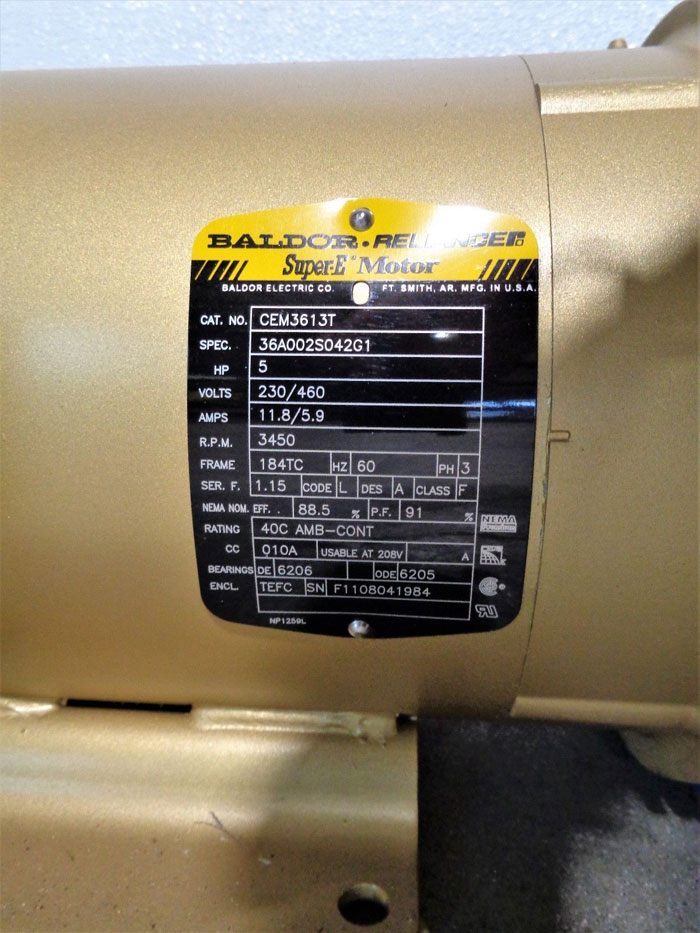 BALDOR • RELIANCER
Super-E Motor
BALDOR ELECTRIC CO. FT. SMITH, AR. MFG. IN U.S.A.
CAT. NO. CEM3613T
SPEC. 36A002S042G1
HP 5
VOLTS 230/460
AMPS 11.8/5.9
R.P.M. 3450
FRAME 184TC HZ 60 PH 3
SER. F. 1.15 CODE L DES A CLASS F
NEMA NOM. EFF. 88.5 % P.F. 91 %
NEMA
RATING 40C AMB-CONT
CC 010A USABLE AT 208V A
BEARINGS DE 6206 ODE 6205
ENCL. TEFC SN F1108041984
NP1259L